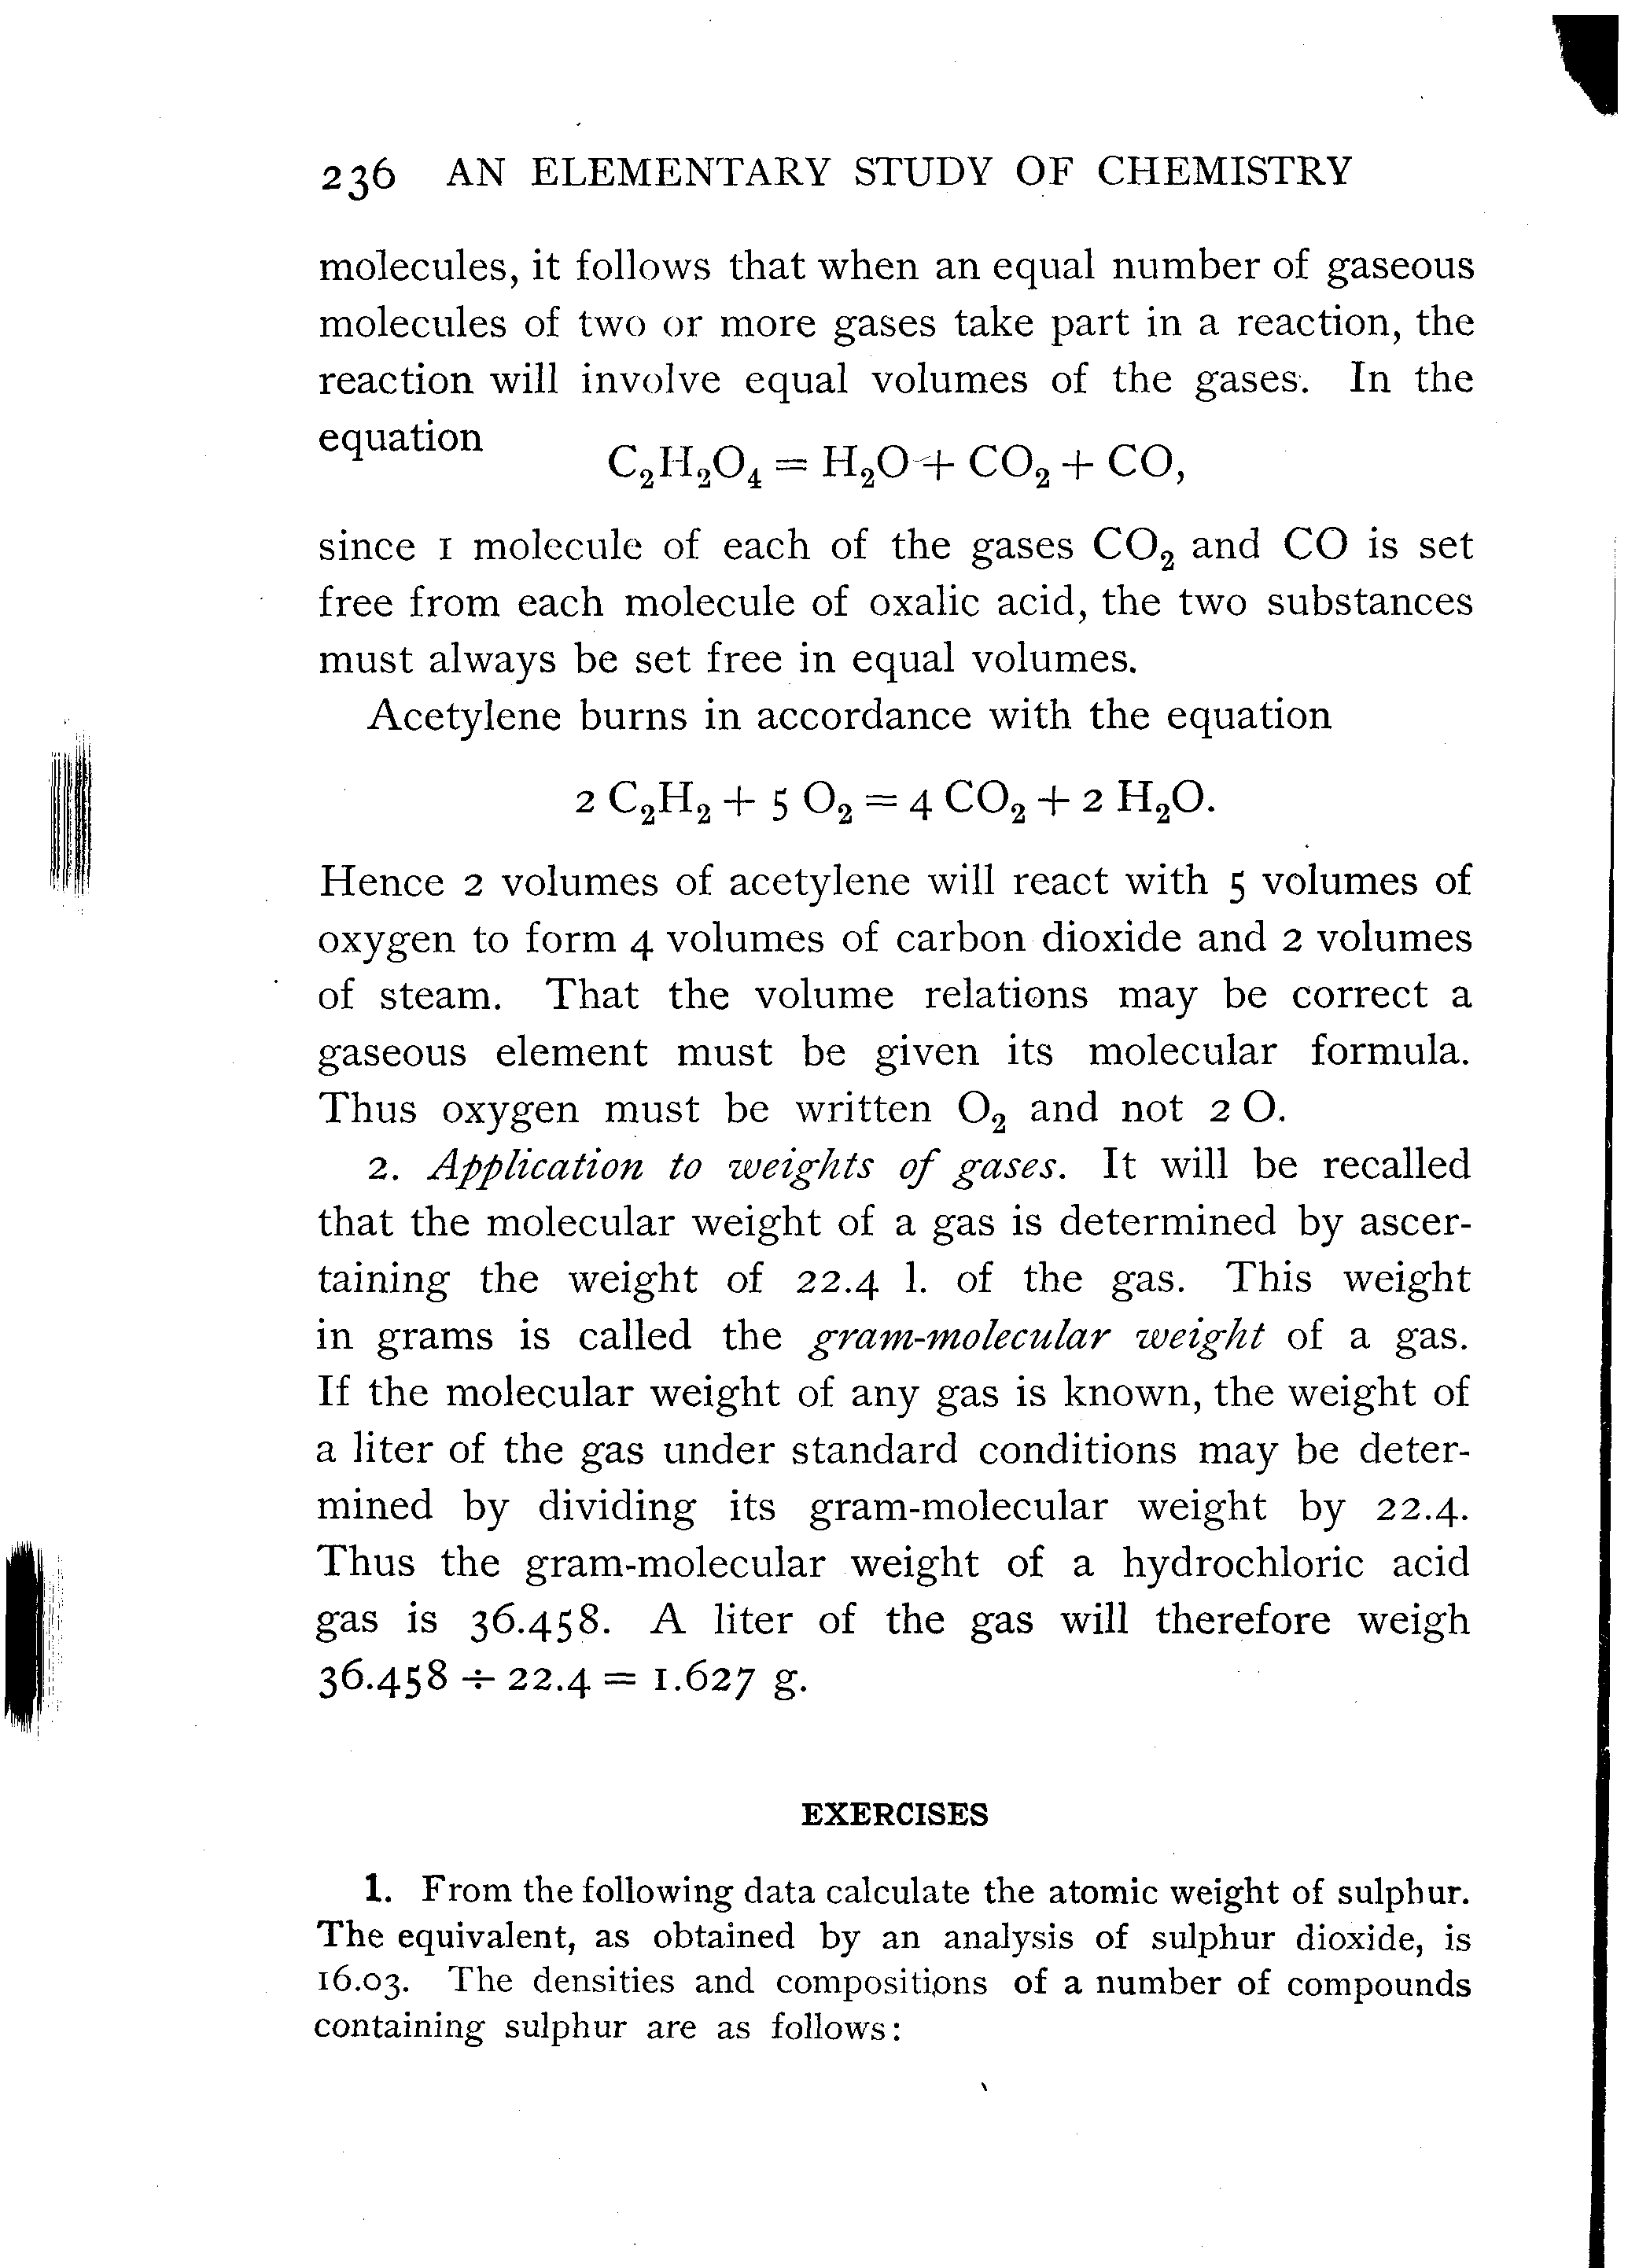 236 AN ELEMENTARY STUDY OF CHEMISTRY
molecules, it follows that when an equal number of gaseous
molecules of two or more gases take part in a reaction, the
reaction will involve equal volumes of the gases. In the
equation
C₂H₂O₄ = H₂O + CO₂ + CO,
since 1 molecule of each of the gases CO₂ and CO is set
free from each molecule of oxalic acid, the two substances
must always be set free in equal volumes.
Acetylene burns in accordance with the equation
2 C₂H₂ + 5 O₂ = 4 CO₂ + 2 H₂O.
Hence 2 volumes of acetylene will react with 5 volumes of
oxygen to form 4 volumes of carbon dioxide and 2 volumes
of steam. That the volume relations may be correct a
gaseous element must be given its molecular formula.
Thus oxygen must be written O₂ and not 2 O.
2. Application to weights of gases. It will be recalled
that the molecular weight of a gas is determined by ascer-
taining the weight of 22.4 l. of the gas. This weight
in grams is called the gram-molecular weight of a gas.
If the molecular weight of any gas is known, the weight of
a liter of the gas under standard conditions may be deter-
mined by dividing its gram-molecular weight by 22.4.
Thus the gram-molecular weight of a hydrochloric acid
gas is 36.458. A liter of the gas will therefore weigh
36.458 ÷ 22.4 = 1.627 g.
EXERCISES
1. From the following data calculate the atomic weight of sulphur.
The equivalent, as obtained by an analysis of sulphur dioxide, is
16.03. The densities and compositions of a number of compounds
containing sulphur are as follows: